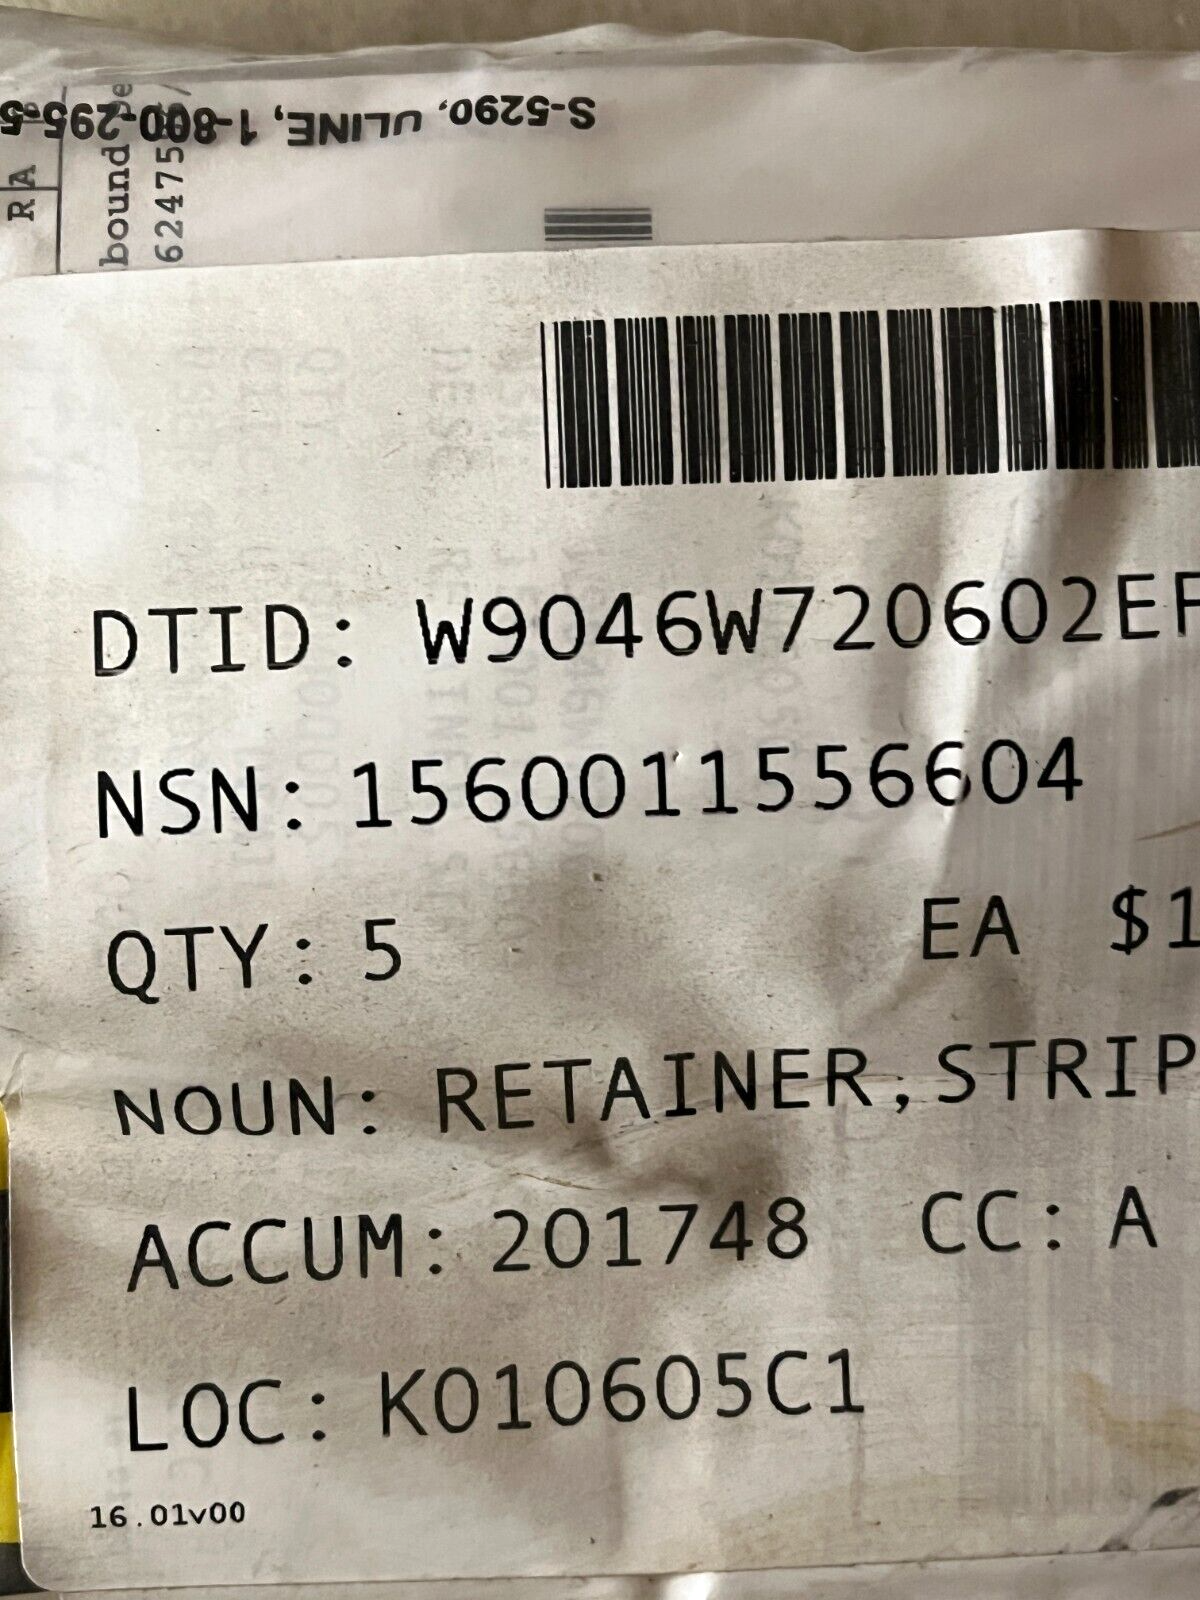 S-5290, ULINE, 1-800-295-5
RA
bound
62475
DTID: W9046W720602EF
NSN: 1560011556604
QTY: 5 EA $1
NOUN: RETAINER,STRIP
ACCUM: 201748 CC: A
LOC: K010605C1
16.01v00